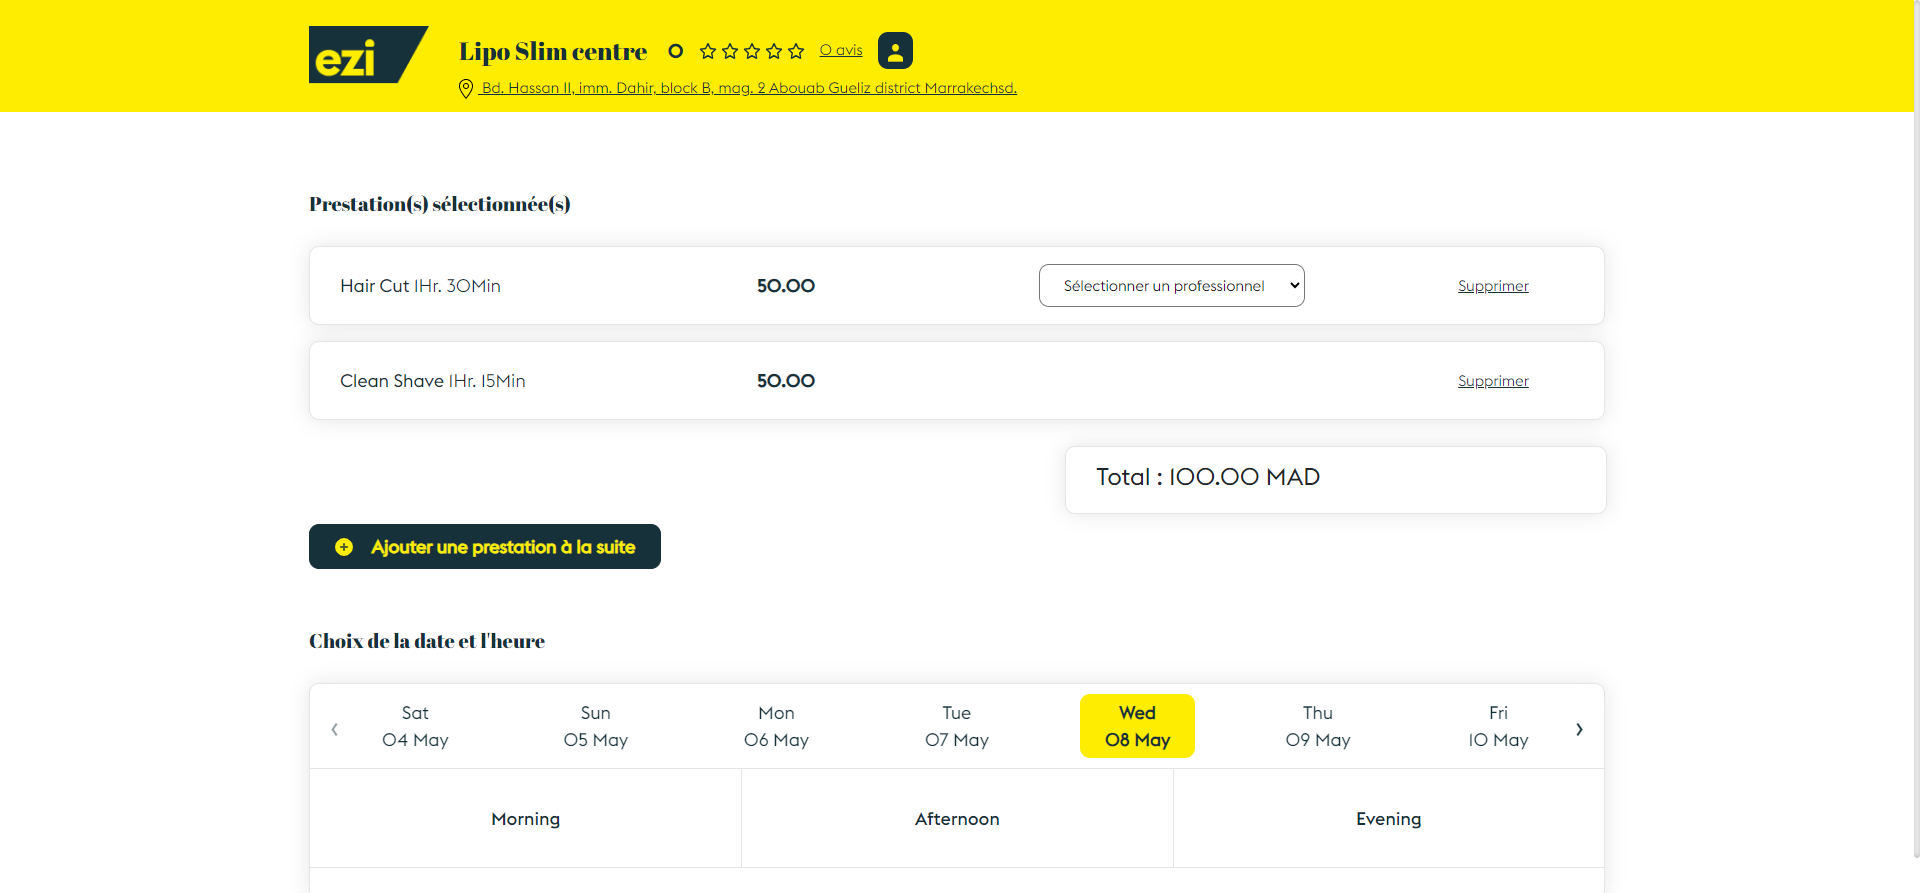 ezi
Lipo Slim centre 0 0 avis
Bd. Hassan II, imm. Dahir, block B, mag. 2 Abouab Gueliz district Marrakechsd.
Prestation(s) sélectionnée(s)
Hair Cut 1Hr. 30Min 50.00 Sélectionner un professionnel Supprimer
Clean Shave 1Hr. 15Min 50.00 Supprimer
Total : 100.00 MAD
Ajouter une prestation à la suite
Choix de la date et l'heure
Sat Sun Mon Tue Wed Thu Fri
04 May 05 May 06 May 07 May 08 May 09 May 10 May
Morning Afternoon Evening